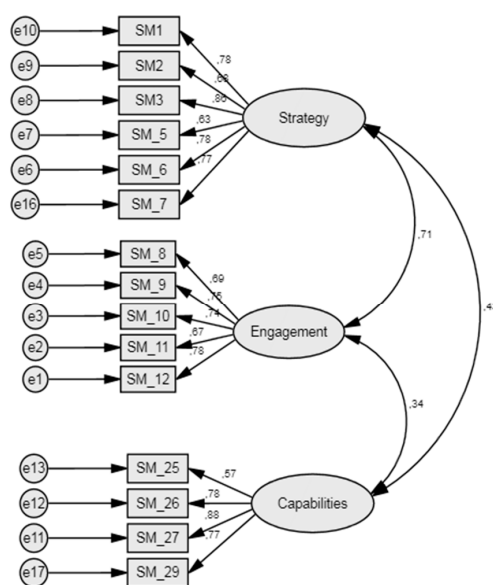 e10 SM1
,78
e9 SM2
e8 SM3
,86
Strategy
e7 SM_5
,63
e6 SM_6
,78
,77
e16 SM_7
,71
e5 SM_8
,69
e4 SM_9
e3 SM_10
,74
Engagement
e2 SM_11
,67
e1 SM_12
,78
,34
e13 SM_25
,57
e12 SM_26
,78
Capabilities
e11 SM_27
,88
,77
e17 SM_29